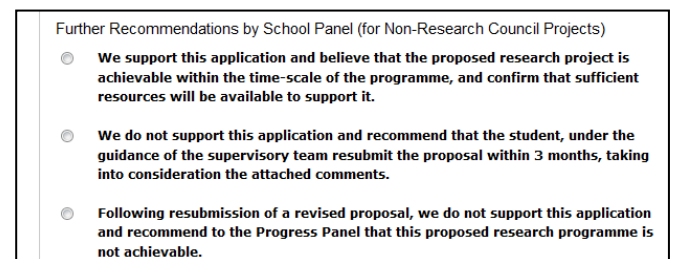 Further Recommendations by School Panel (for Non-Research Council Projects)
We support this application and believe that the proposed research project is
achievable within the time-scale of the programme, and confirm that sufficient
resources will be available to support it.
We do not support this application and recommend that the student, under the
guidance of the supervisory team resubmit the proposal within 3 months, taking
into consideration the attached comments.
Following resubmission of a revised proposal, we do not support this application
and recommend to the Progress Panel that this proposed research programme is
not achievable.